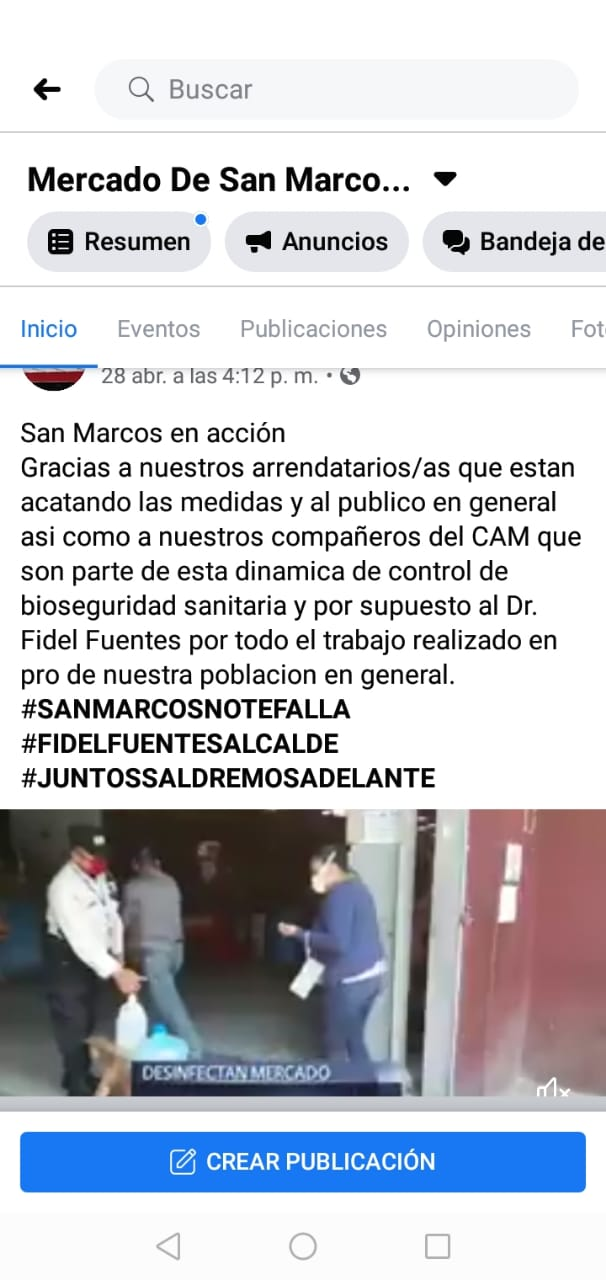 Buscar
Mercado De San Marco...
Resumen
Anuncios
Bandeja de
Inicio
Eventos
Publicaciones
Opiniones
Fot
28 abr. a las 4:12 p. m. •
San Marcos en acción
Gracias a nuestros arrendatarios/as que estan
acatando las medidas y al publico en general
asi como a nuestros compañeros del CAM que
son parte de esta dinamica de control de
bioseguridad sanitaria y por supuesto al Dr.
Fidel Fuentes por todo el trabajo realizado en
pro de nuestra poblacion en general.
#SANMARCOSNOTEFALLA
#FIDELFUENTESALCALDE
#JUNTOSSALDREMOSADELANTE
DESINFECTAN MERCADO
CREAR PUBLICACIÓN